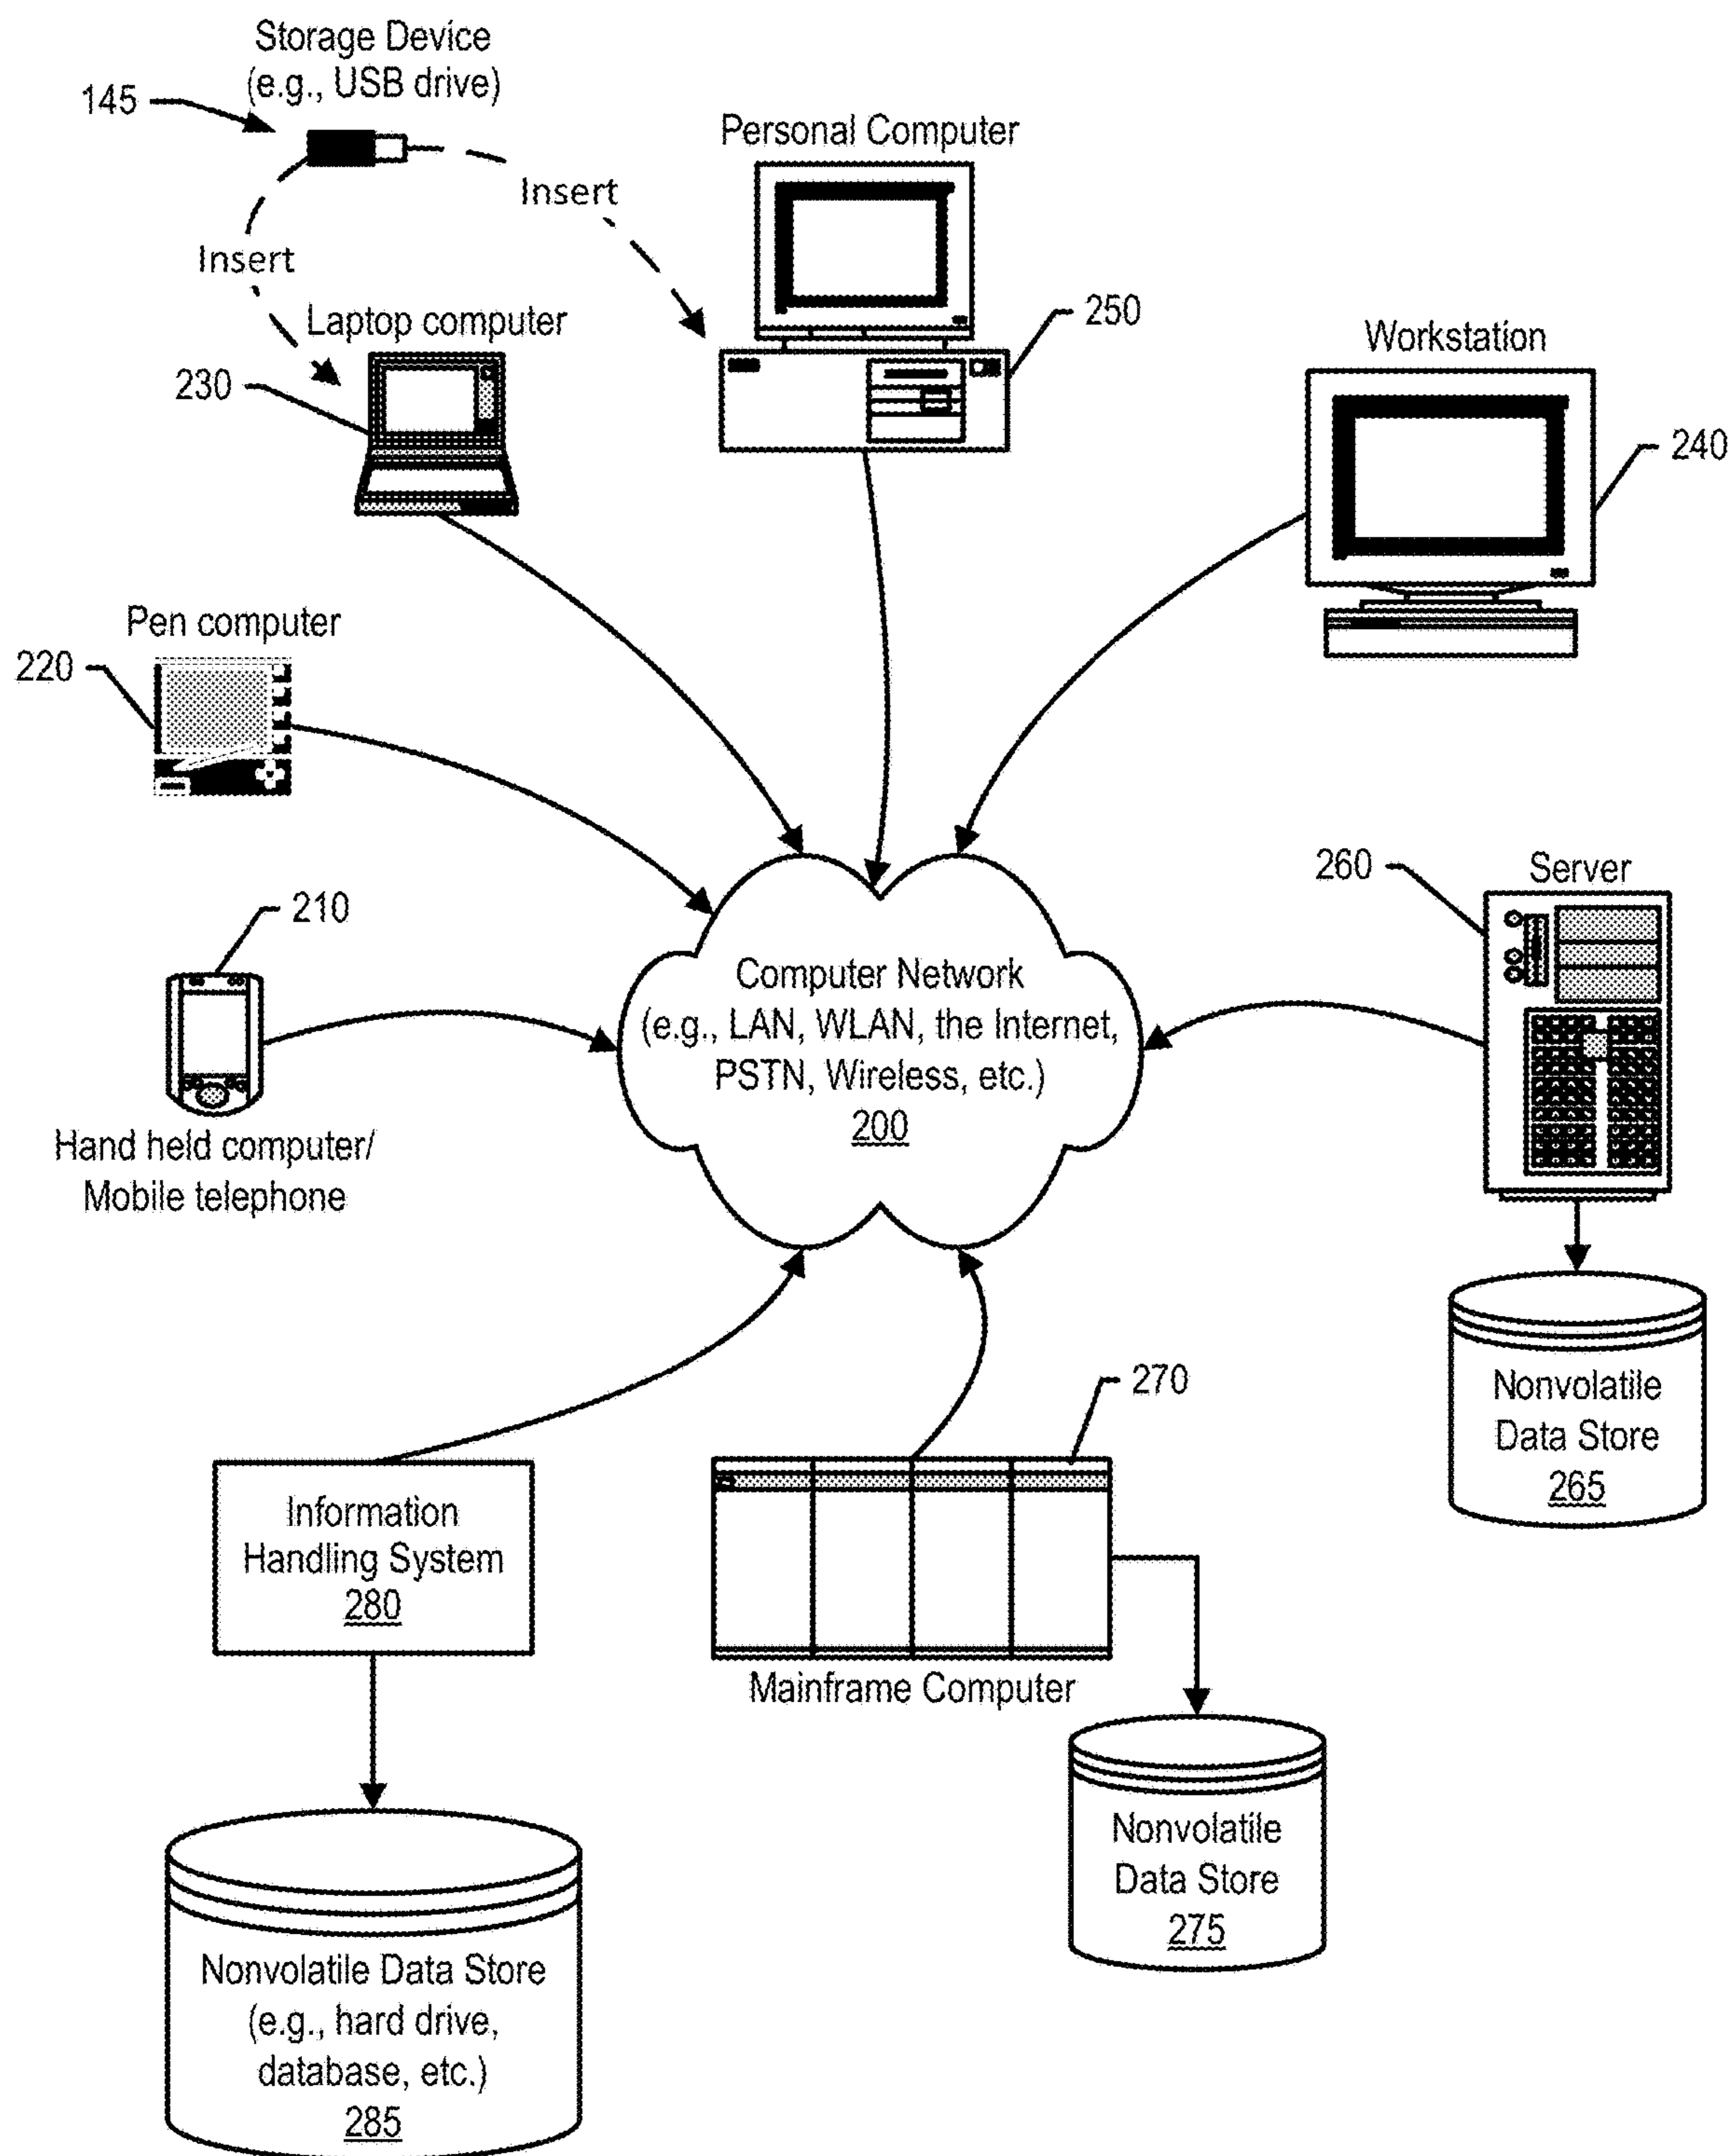 Storage Device
(e.g., USB drive)
145
Personal Computer
Insert
Insert
Laptop computer
250
Workstation
230
240
Pen computer
220
260
Server
210
Computer Network
(e.g., LAN, WLAN, the Internet,
PSTN, Wireless, etc.)
200
Hand held computer/
Mobile telephone
270
Nonvolatile
Data Store
265
Information
Handling System
280
Mainframe Computer
Nonvolatile
Data Store
275
Nonvolatile Data Store
(e.g., hard drive,
database, etc.)
285